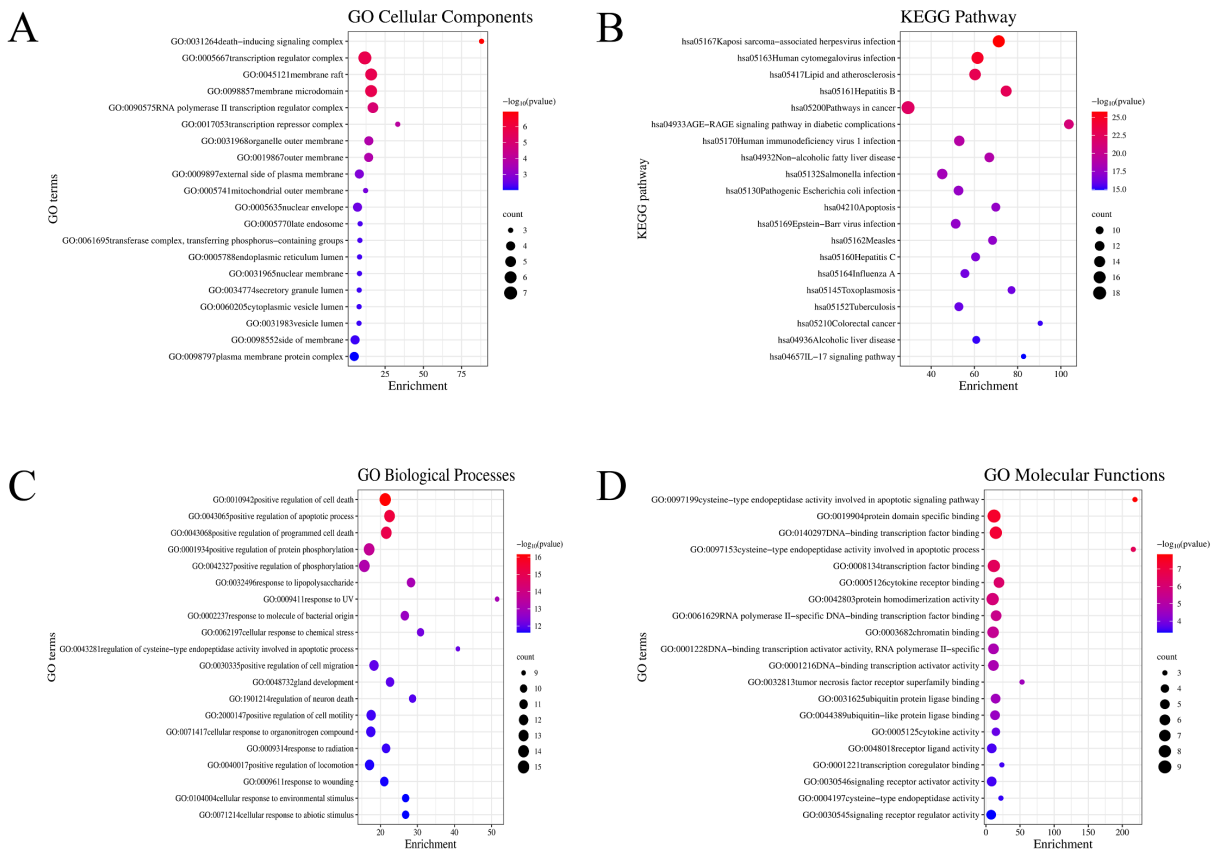 A
GO Cellular Components
GO:0031264death−inducing signaling complex
GO:0005667transcription regulator complex
GO:0045121membrane raft
GO:0098857membrane microdomain
GO:0090575RNA polymerase II transcription regulator complex
GO:0017053transcription repressor complex
GO:0031968organelle outer membrane
GO:0019867outer membrane
GO:0009897external side of plasma membrane
GO:0005741mitochondrial outer membrane
GO:0005635nuclear envelope
GO:0005770late endosome
GO:0061695transferase complex, transferring phosphorus−containing groups
GO:0005788endoplasmic reticulum lumen
GO:0031965nuclear membrane
GO:0034774secretory granule lumen
GO:0060205cytoplasmic vesicle lumen
GO:0031983vesicle lumen
GO:0098552side of membrane
GO:0098797plasma membrane protein complex
GO terms
25 50 75
Enrichment
−log10(pvalue)
6
5
4
3
count
3
4
5
6
7
B
KEGG Pathway
hsa05167Kaposi sarcoma−associated herpesvirus infection
hsa05163Human cytomegalovirus infection
hsa05417Lipid and atherosclerosis
hsa05161Hepatitis B
hsa05200Pathways in cancer
hsa04933AGE−RAGE signaling pathway in diabetic complications
hsa05170Human immunodeficiency virus 1 infection
hsa04932Non−alcoholic fatty liver disease
hsa05132Salmonella infection
hsa05130Pathogenic Escherichia coli infection
hsa04210Apoptosis
hsa05169Epstein−Barr virus infection
hsa05162Measles
hsa05160Hepatitis C
hsa05164Influenza A
hsa05145Toxoplasmosis
hsa05152Tuberculosis
hsa05210Colorectal cancer
hsa04936Alcoholic liver disease
hsa04657IL−17 signaling pathway
KEGG pathway
40 60 80 100
Enrichment
−log10(pvalue)
25.0
22.5
20.0
17.5
15.0
count
10
12
14
16
18
C
GO Biological Processes
GO:0010942positive regulation of cell death
GO:0043065positive regulation of apoptotic process
GO:0043068positive regulation of programmed cell death
GO:0001934positive regulation of protein phosphorylation
GO:0042327positive regulation of phosphorylation
GO:0032496response to lipopolysaccharide
GO:0009411response to UV
GO:0002237response to molecule of bacterial origin
GO:0062197cellular response to chemical stress
GO:0043281regulation of cysteine−type endopeptidase activity involved in apoptotic process
GO:0030335positive regulation of cell migration
GO:0048732gland development
GO:1901214regulation of neuron death
GO:2000147positive regulation of cell motility
GO:0071417cellular response to organonitrogen compound
GO:0009314response to radiation
GO:0040017positive regulation of locomotion
GO:0009611response to wounding
GO:0104004cellular response to environmental stimulus
GO:0071214cellular response to abiotic stimulus
GO terms
20 30 40 50
Enrichment
−log10(pvalue)
16
15
14
13
12
count
9
10
11
12
13
14
15
D
GO Molecular Functions
GO:0097199cysteine−type endopeptidase activity involved in apoptotic signaling pathway
GO:0019904protein domain specific binding
GO:0140297DNA−binding transcription factor binding
GO:0097153cysteine−type endopeptidase activity involved in apoptotic process
GO:0008134transcription factor binding
GO:0005126cytokine receptor binding
GO:0042803protein homodimerization activity
GO:0061629RNA polymerase II−specific DNA−binding transcription factor binding
GO:0003682chromatin binding
GO:0001228DNA−binding transcription activator activity, RNA polymerase II−specific
GO:0001216DNA−binding transcription activator activity
GO:0032813tumor necrosis factor receptor superfamily binding
GO:0031625ubiquitin protein ligase binding
GO:0044389ubiquitin−like protein ligase binding
GO:0005125cytokine activity
GO:0048018receptor ligand activity
GO:0001221transcription coregulator binding
GO:0030546signaling receptor activator activity
GO:0004197cysteine−type endopeptidase activity
GO:0030545signaling receptor regulator activity
GO terms
0 50 100 150 200
Enrichment
−log10(pvalue)
7
6
5
4
count
3
4
5
6
7
8
9